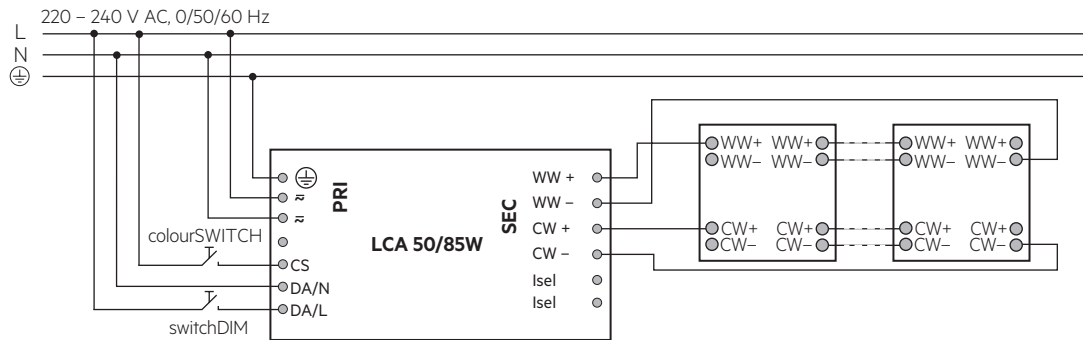 220 – 240 V AC, 0/50/60 Hz
L
N
PRI
SEC
LCA 50/85W
colourSWITCH
CS
DA/N
DA/L
switchDIM
WW +
WW –
CW +
CW –
Isel
Isel
WW+ WW+ WW+ WW+
WW– WW– WW– WW–
CW+ CW+ CW+ CW+
CW– CW– CW– CW–